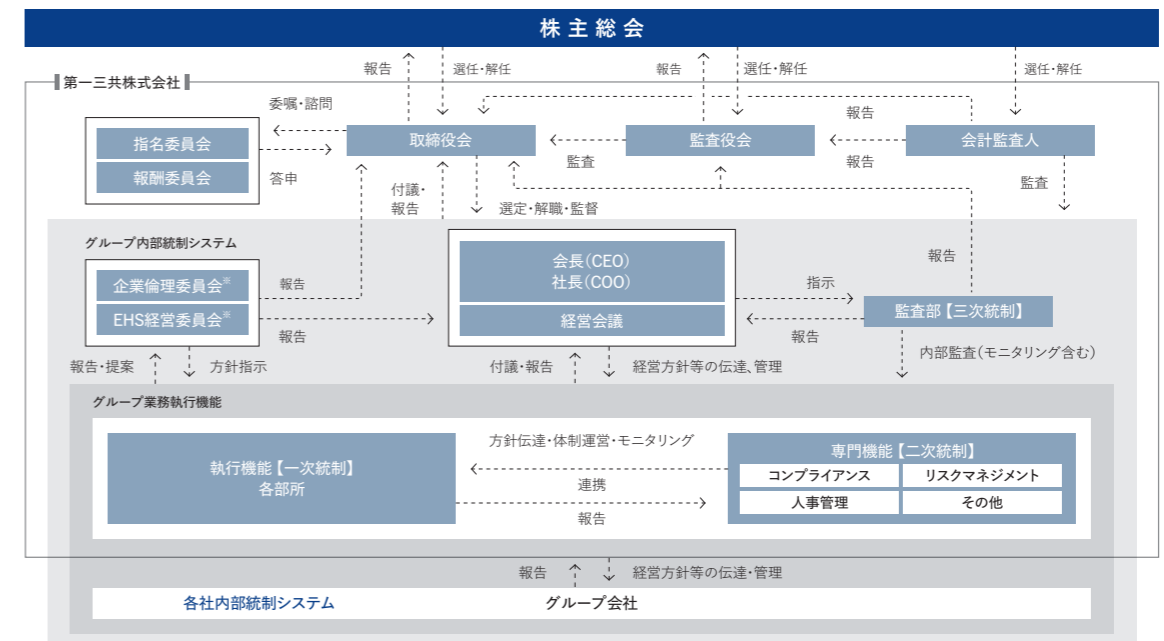 株主総会
報告
選任・解任
報告
選任・解任
選任・解任
第一三共株式会社
委嘱・諮問
報告
指名委員会
取締役会
監査役会
会計監査人
報酬委員会
答申
監査
報告
監査
付議・
報告
選定・解職・監督
グループ内部統制システム
報告
会長(CEO)
社長(COO)
企業倫理委員会※
報告
指示
EHS経営委員会※
経営会議
監査部【三次統制】
報告
報告
報告・提案
方針指示
付議・報告
経営方針等の伝達、管理
内部監査(モニタリング含む)
グループ業務執行機能
方針伝達・体制運営・モニタリング
執行機能【一次統制】
各部所
専門機能【二次統制】
連携
コンプライアンス
リスクマネジメント
報告
人事管理
その他
報告
経営方針等の伝達・管理
各社内部統制システム
グループ会社